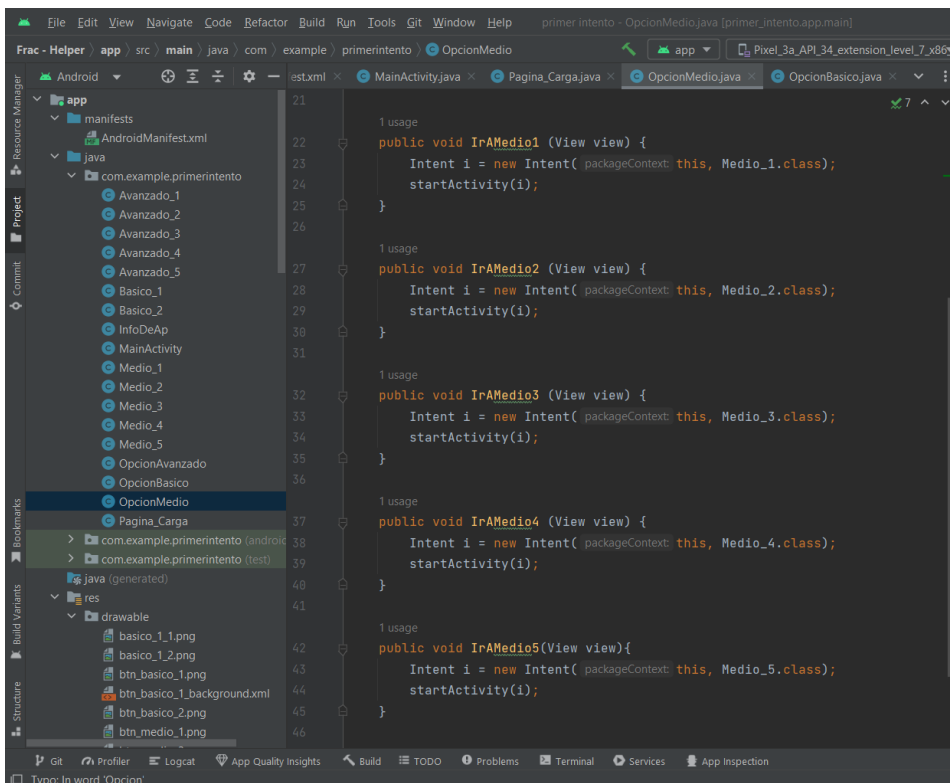 File Edit View Navigate Code Refactor Build Run Tools Git Window Help primer intento - OpcionMedio.java [primer_intento.app.main]
Frac - Helper app src main java com example primerintento OpcionMedio app Pixel_3a_API_34_extension_level_7_x86
Android
est.xml MainActivity.java Pagina_Carga.java OpcionMedio.java OpcionBasico.java
Resource Manager
Project
Commit
Bookmarks
Build Variants
Structure
app
manifests
AndroidManifest.xml
java
com.example.primerintento
Avanzado_1
Avanzado_2
Avanzado_3
Avanzado_4
Avanzado_5
Basico_1
Basico_2
InfoDeAp
MainActivity
Medio_1
Medio_2
Medio_3
Medio_4
Medio_5
OpcionAvanzado
OpcionBasico
OpcionMedio
Pagina_Carga
com.example.primerintento (androic
com.example.primerintento (test)
java (generated)
res
drawable
basico_1_1.png
basico_1_2.png
btn_basico_1.png
btn_basico_1_background.xml
btn_basico_2.png
btn_medio_1.png
7
21
1 usage
22 public void IrAMedio1 (View view) {
23 Intent i = new Intent( packageContext: this, Medio_1.class);
24 startActivity(i);
25 }
26
1 usage
27 public void IrAMedio2 (View view) {
28 Intent i = new Intent( packageContext: this, Medio_2.class);
29 startActivity(i);
30 }
31
1 usage
32 public void IrAMedio3 (View view) {
33 Intent i = new Intent( packageContext: this, Medio_3.class);
34 startActivity(i);
35 }
36
1 usage
37 public void IrAMedio4 (View view) {
38 Intent i = new Intent( packageContext: this, Medio_4.class);
39 startActivity(i);
40 }
41
1 usage
42 public void IrAMedio5(View view){
43 Intent i = new Intent( packageContext: this, Medio_5.class);
44 startActivity(i);
45 }
46
Git Profiler Logcat App Quality Insights Build TODO Problems Terminal Services App Inspection
Typo: In word 'Opcion'